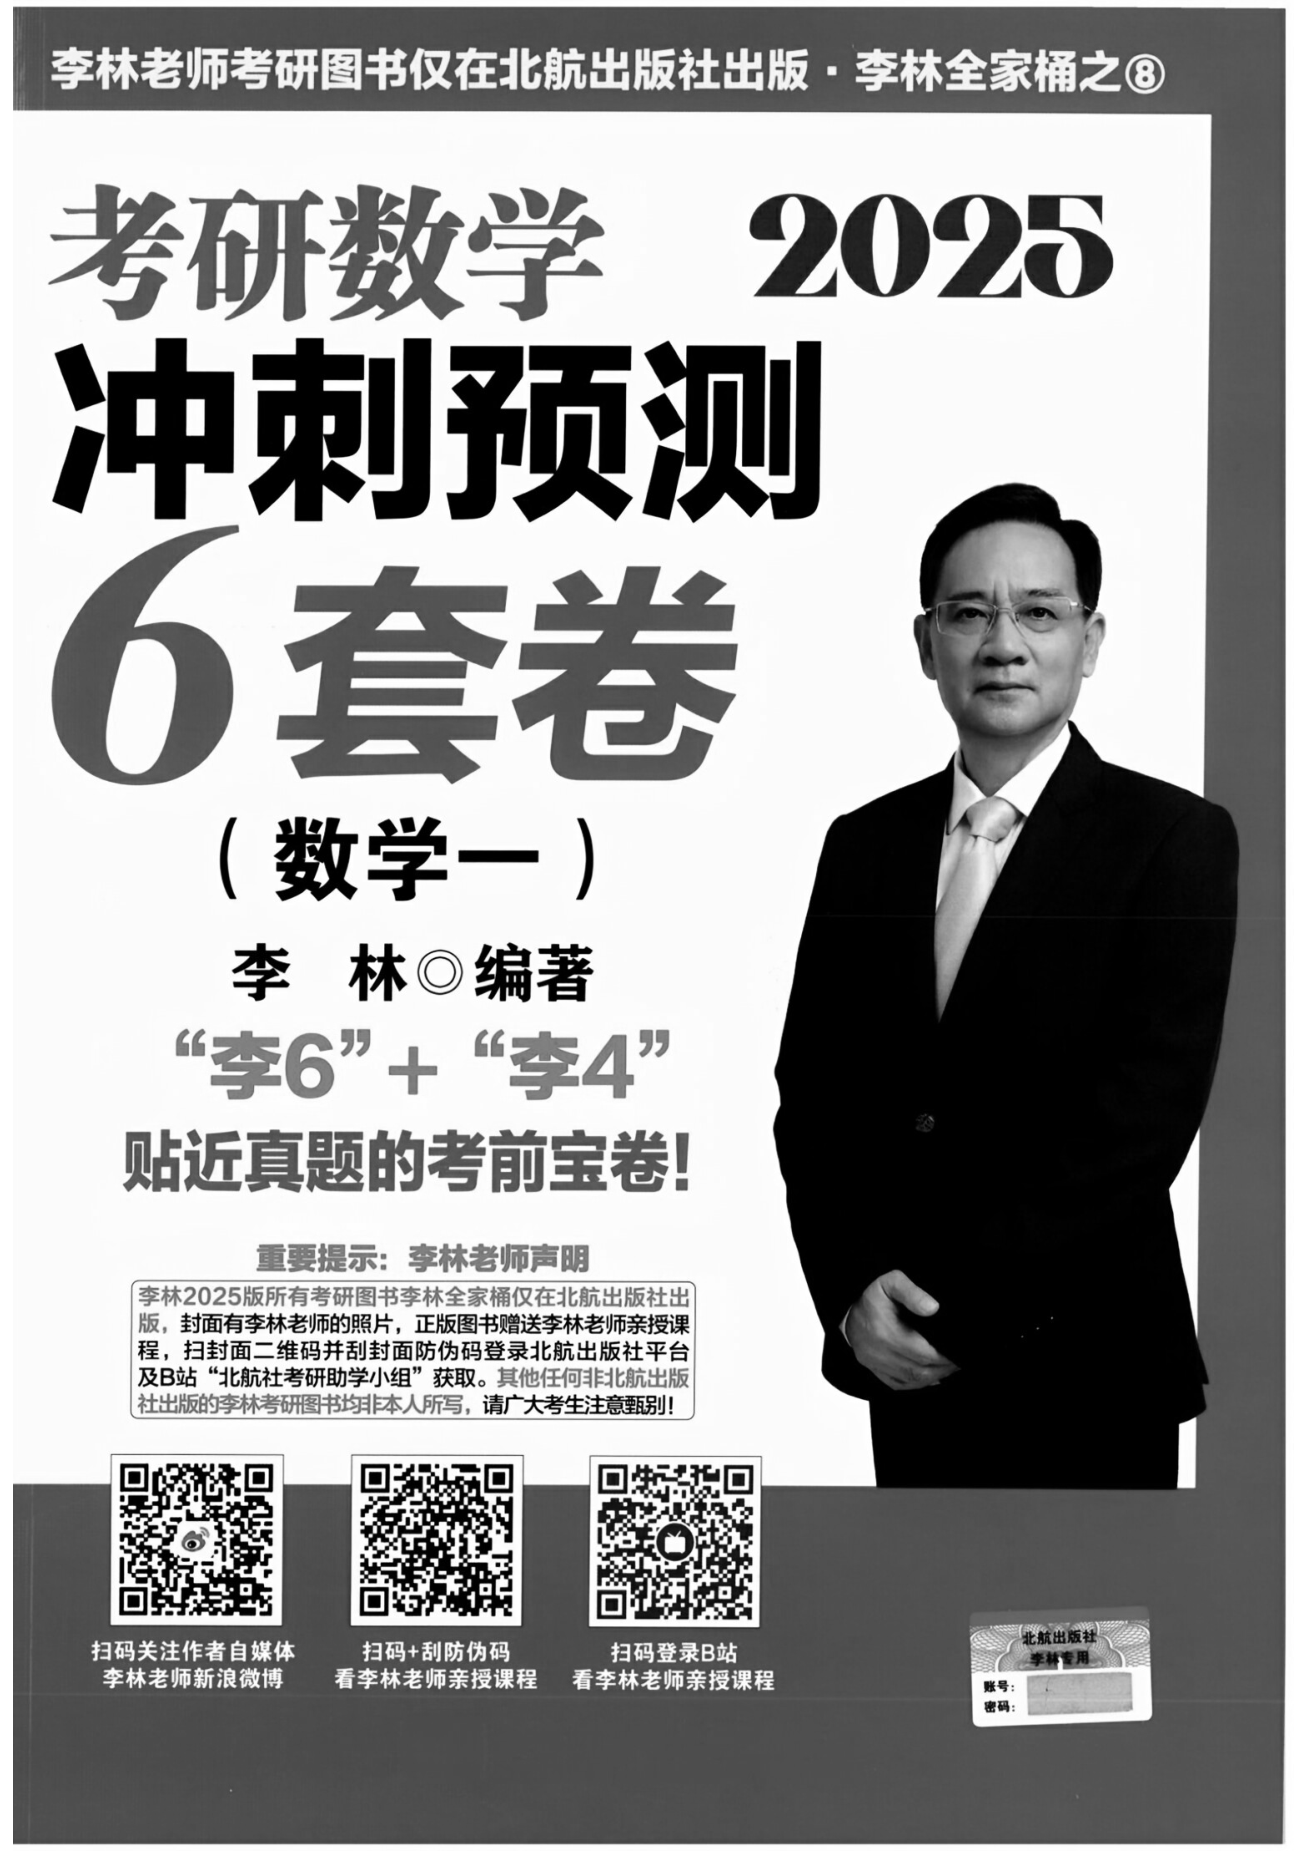 李林老师考研图书仅在北航出版社出版·李林全家桶之⑧
考研数学 2025
冲刺预测
6套卷
(数学一)
李 林◎编著
“李6”+“李4”
贴近真题的考前宝卷!
重要提示：李林老师声明
李林2025版所有考研图书李林全家桶仅在北航出版社出
版，封面有李林老师的照片，正版图书赠送李林老师亲授课
程，扫封面二维码并刮封面防伪码登录北航出版社平台
及B站“北航社考研助学小组”获取。其他任何非北航出版
社出版的李林考研图书均非本人所写，请广大考生注意甄别!
扫码关注作者自媒体
李林老师新浪微博
扫码+刮防伪码
看李林老师亲授课程
扫码登录B站
看李林老师亲授课程
北航出版社
李林专用
账号:
密码: